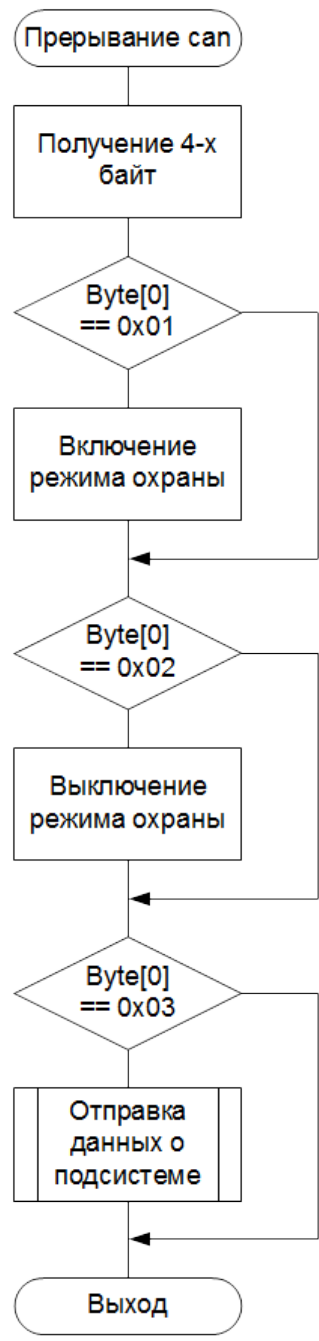 Прерывание can
Получение 4-х
байт
Byte[0]
== 0x01
Включение
режима охраны
Byte[0]
== 0x02
Выключение
режима охраны
Byte[0]
== 0x03
Отправка
данных о
подсистеме
Выход